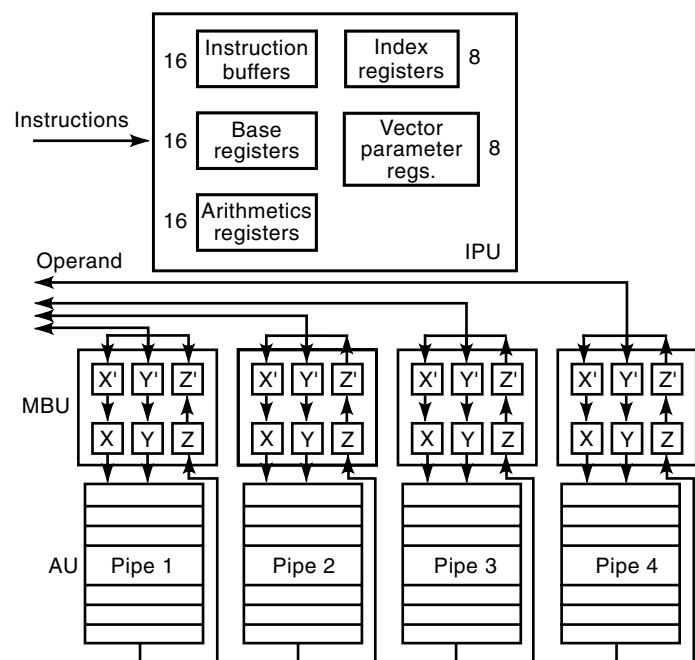 16
Instruction
buffers
Index
registers
8
Instructions
16
Base
registers
Vector
parameter
regs.
8
16
Arithmetics
registers
IPU
Operand
MBU
X' Y' Z' X' Y' Z' X' Y' Z' X' Y' Z'
X Y Z X Y Z X Y Z X Y Z
AU
Pipe 1
Pipe 2
Pipe 3
Pipe 4